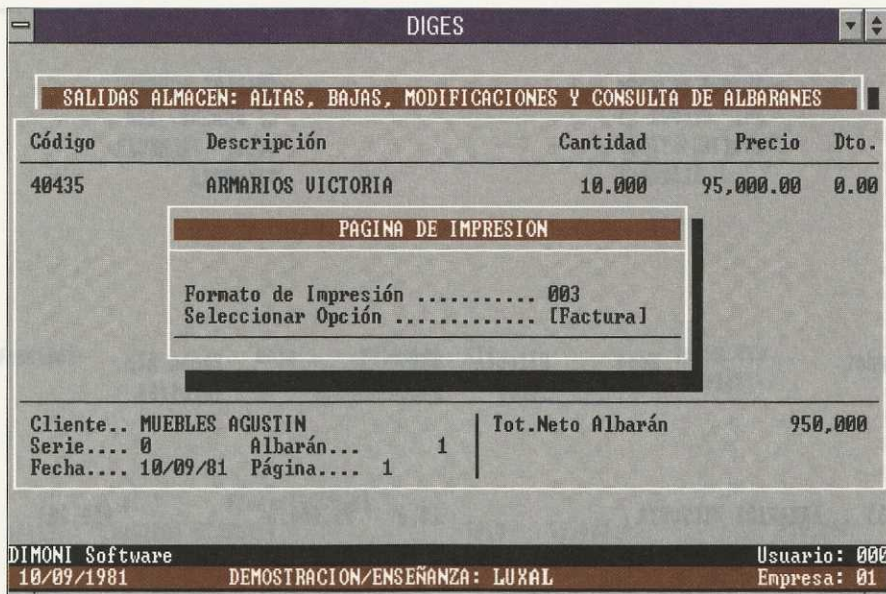 DIGES
SALIDAS ALMACEN: ALTAS, BAJAS, MODIFICACIONES Y CONSULTA DE ALBARANES
Código Descripción Cantidad Precio Dto.
40435 ARMARIOS VICTORIA 10.000 95,000.00 0.00
PAGINA DE IMPRESION
Formato de Impresión ........... 003
Seleccionar Opción ............. [Factura]
Cliente.. MUEBLES AGUSTIN Tot.Neto Albarán 950,000
Serie.... 0 Albarán... 1
Fecha.... 10/09/81 Página.... 1
DIMONI Software Usuario: 000
10/09/1981 DEMOSTRACION/ENSEÑANZA: LUXAL Empresa: 01